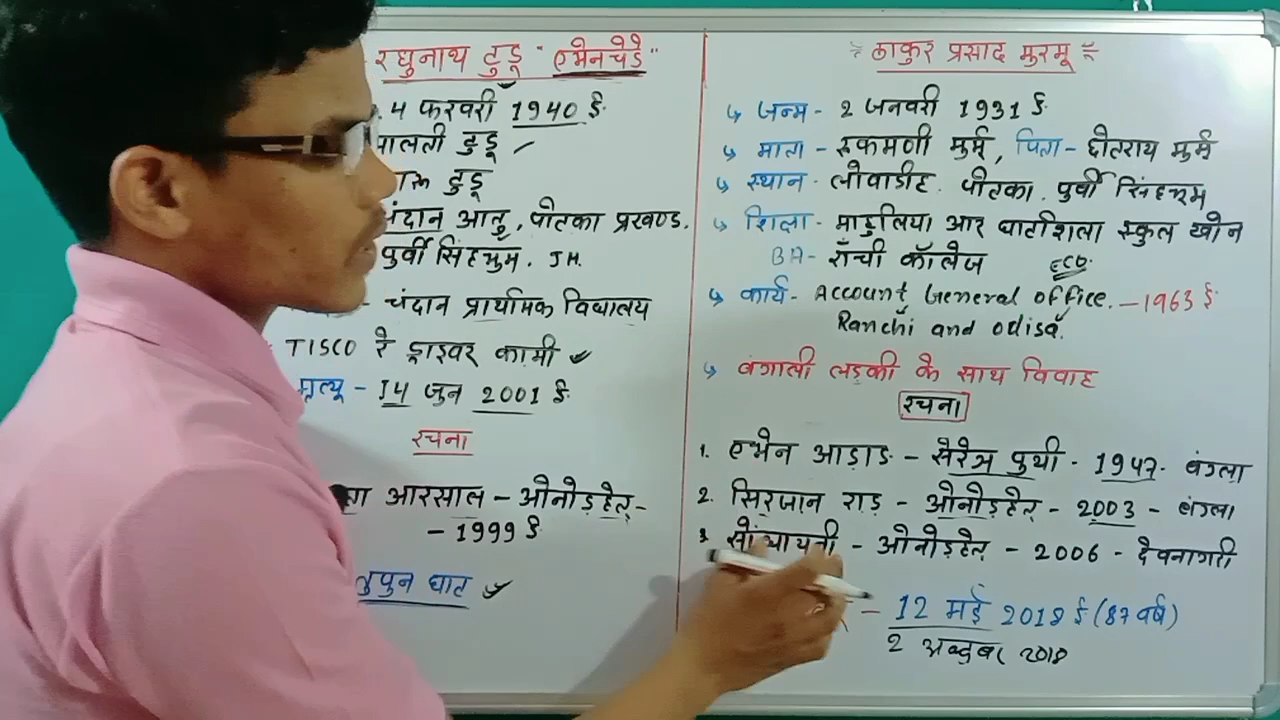 रघुनाथ टुडू "एभेनचेडे"
4 फरवरी 1940 ई.
मालती टुडू
टुडू
चंदान आतु, पोटका प्रखण्ड.
पुर्वी सिंहभुम. JH.
- चंदान प्राथमिक विद्यालय
TISCO रे ड्राइवर कामी
मृत्यू - 14 जुन 2001 ई.
रचना
आरसाल - ओनोड़हेल् -
- 1999 ई
लुपुन घाट
ठाकुर प्रसाद मुरमू
जन्म - 2 जनवरी 1931 ई.
माता - रूकमणी मुर्मू, पिता - छोतराय मुर्मू
स्थान - लोवाडीह. पोटका. पुर्वी सिंहभुम
शिक्षा - माडुलिया आर घाटशिला स्कुल खोन
BA - राँची कॉलेज ECO.
कार्य - Account General office. - 1963 ई.
Ranchi and odisa.
बंगाली लड़की के साथ विवाह
रचना
1. एभेन आड़ाङ - सेरेञ पुथी - 1947 - बंगला
2. सिरजान राड़ - ओनोड़हेल् - 2003 - बंगला
3. - ओनोड़हेल् - 2006 - देवनागरी
- 12 मई 2018 ई (87 वर्ष)
2 अक्टुबर 2018